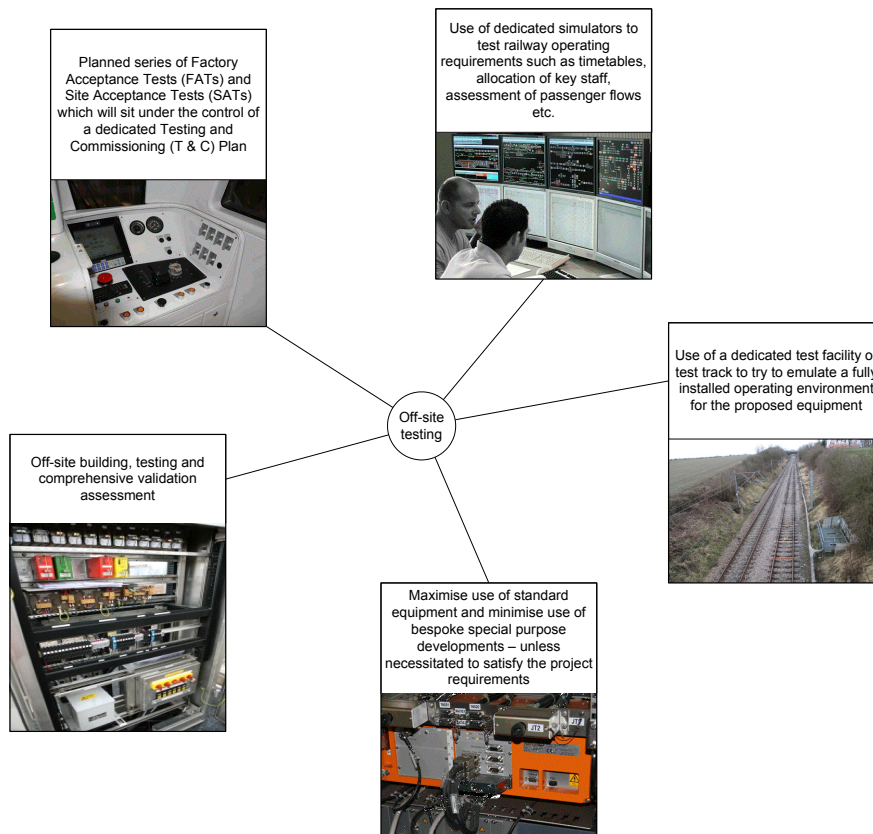 Planned series of Factory
Acceptance Tests (FATs) and
Site Acceptance Tests (SATs)
which will sit under the control of
a dedicated Testing and
Commissioning (T & C) Plan
Use of dedicated simulators to
test railway operating
requirements such as timetables,
allocation of key staff,
assessment of passenger flows
etc.
Use of a dedicated test facility o
test track to try to emulate a fully
installed operating environment
for the proposed equipment
Off-site
testing
Off-site building, testing and
comprehensive validation
assessment
Maximise use of standard
equipment and minimise use of
bespoke special purpose
developments – unless
necessitated to satisfy the project
requirements
JT2